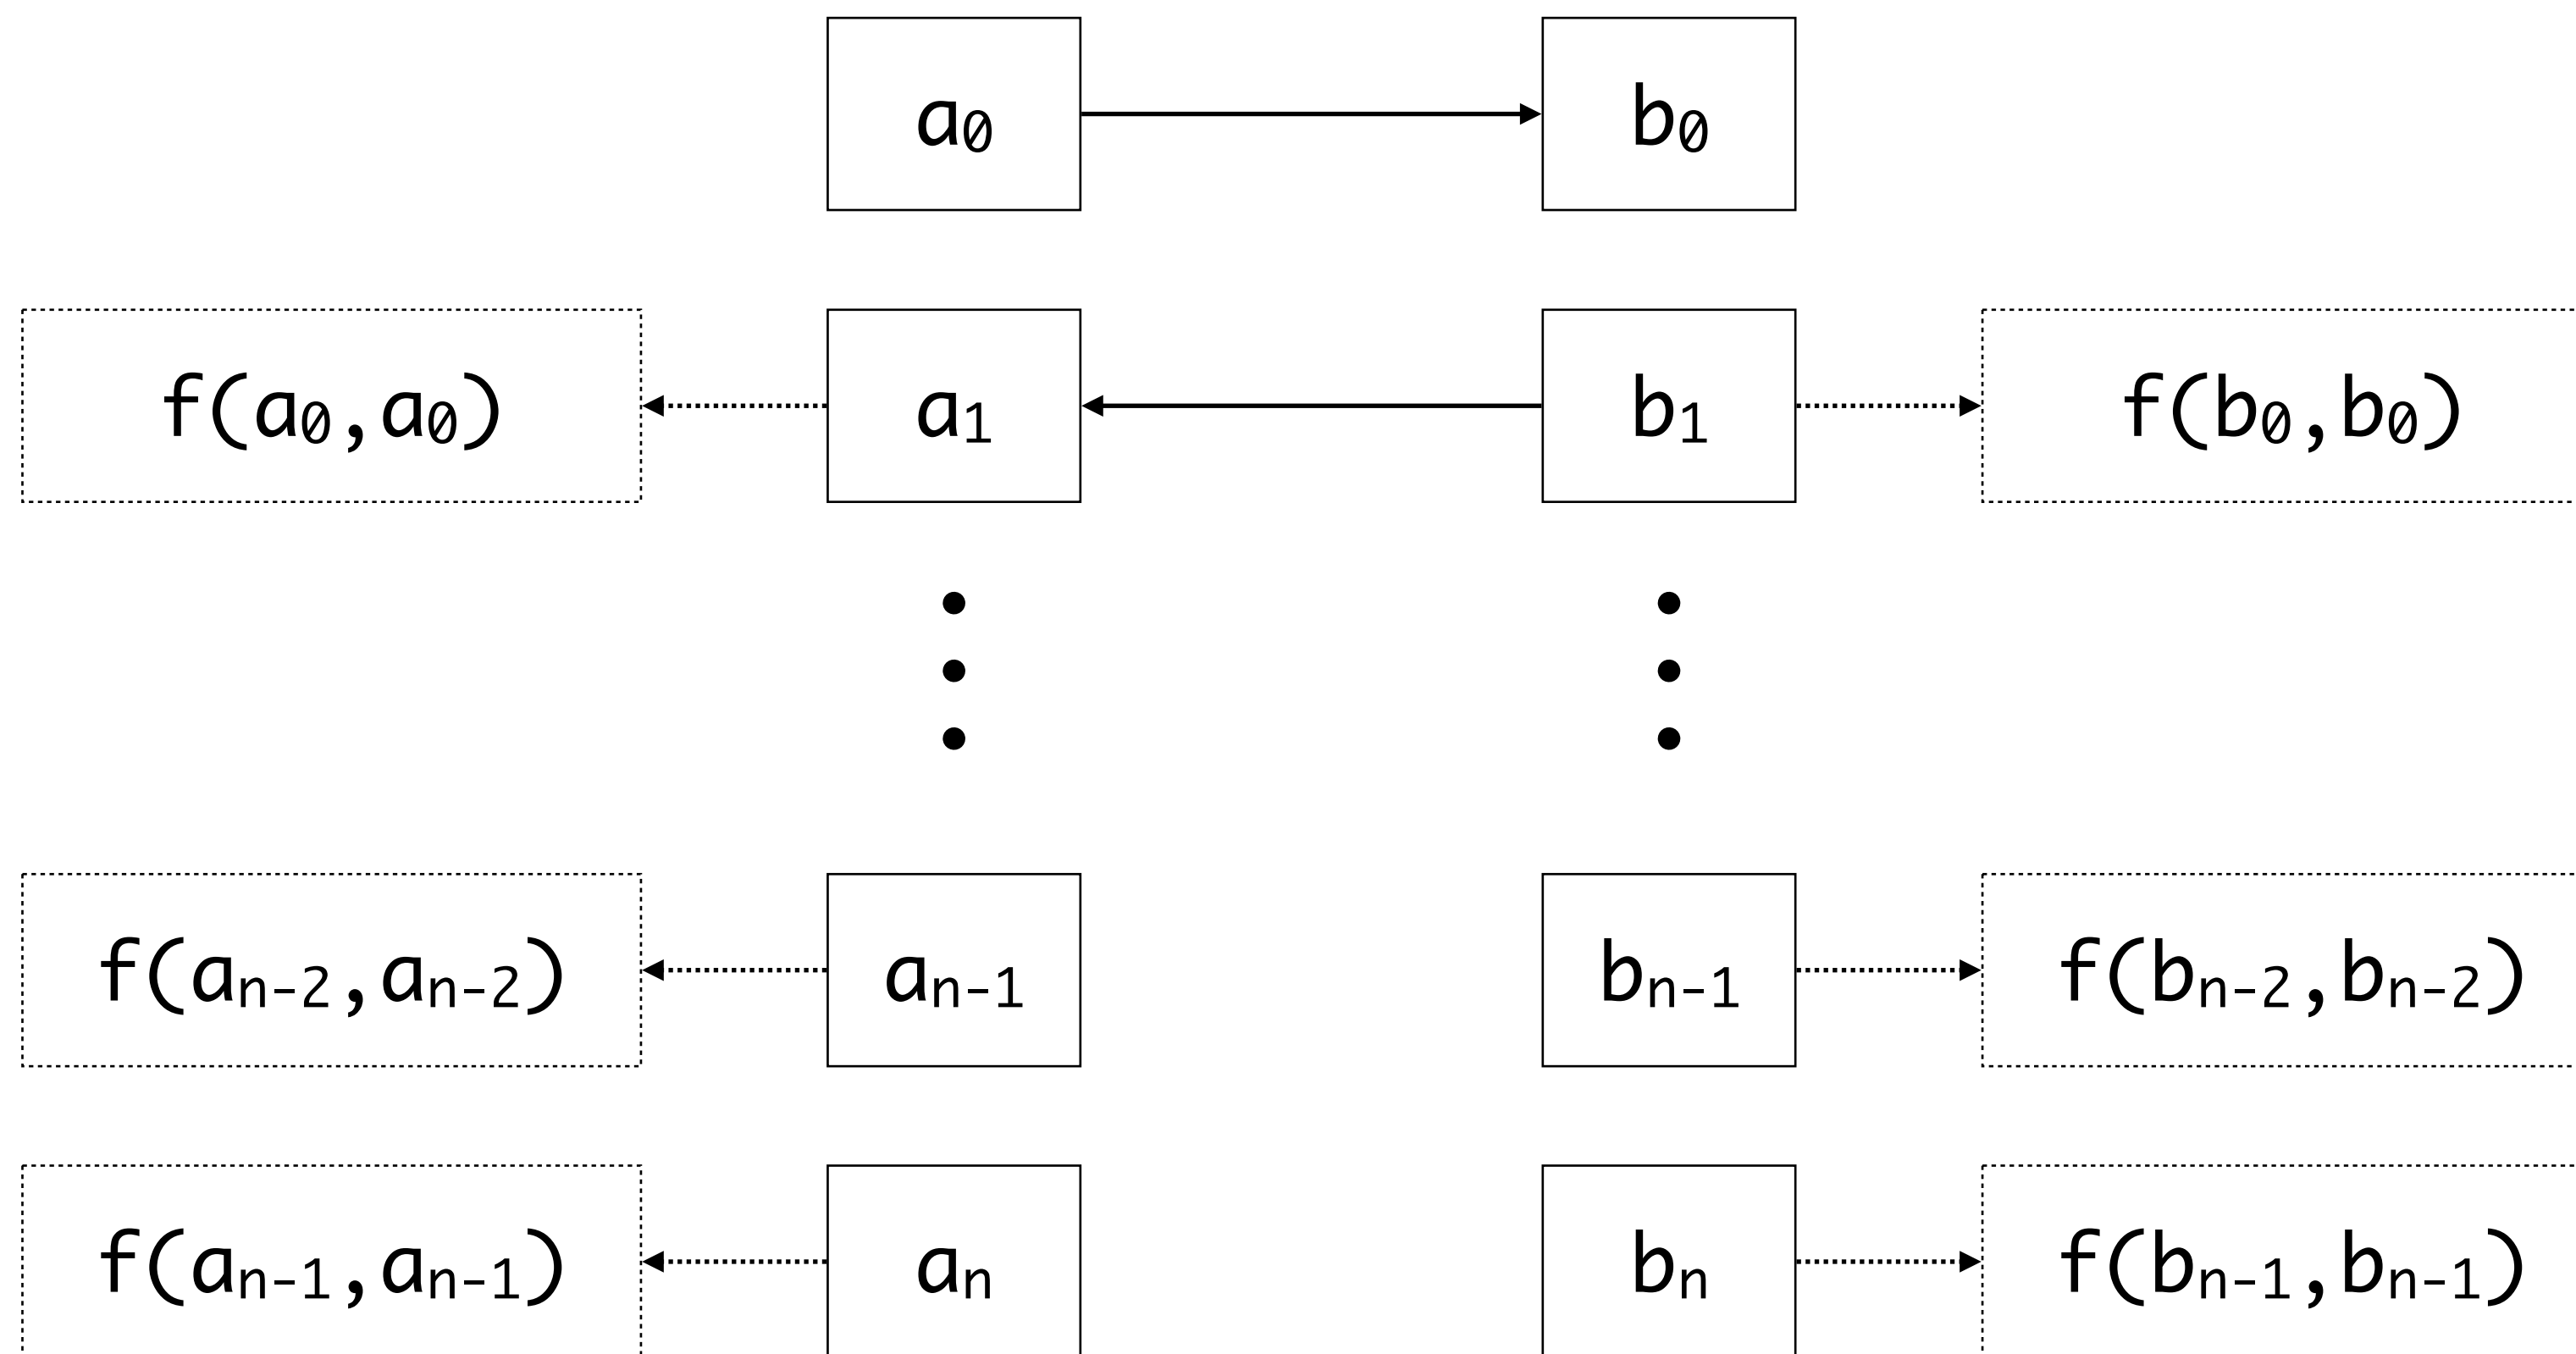 a₀ b₀
f(a₀,a₀) a₁ b₁ f(b₀,b₀)
f(aₙ₋₂,aₙ₋₂) aₙ₋₁ bₙ₋₁ f(bₙ₋₂,bₙ₋₂)
f(aₙ₋₁,aₙ₋₁) aₙ bₙ f(bₙ₋₁,bₙ₋₁)